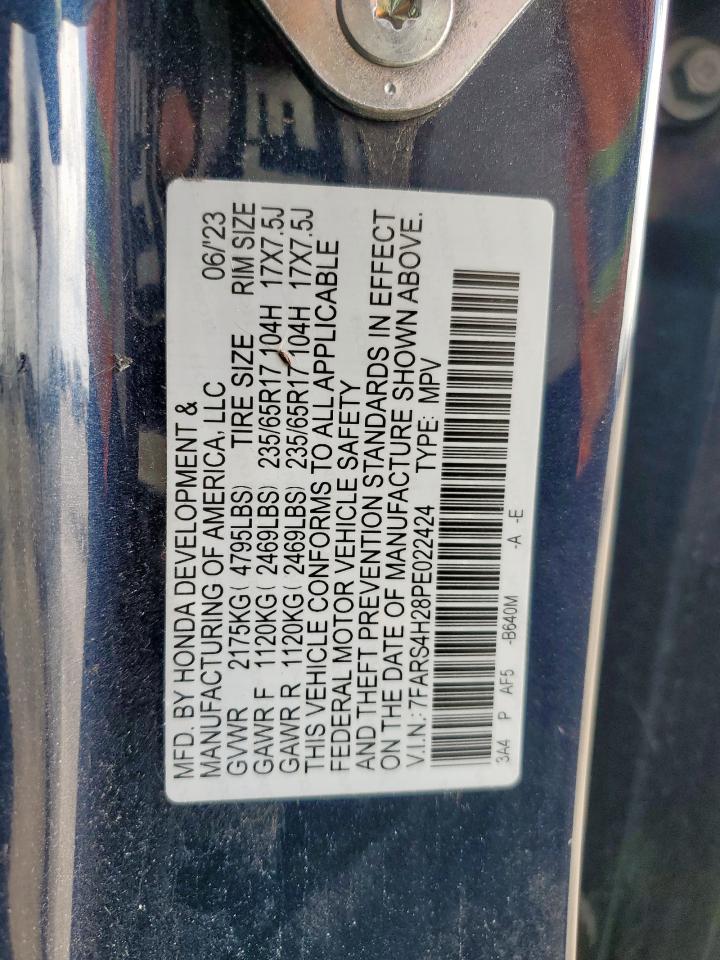 MFD. BY HONDA DEVELOPMENT &
MANUFACTURING OF AMERICA, LLC 06/'23
GVWR 2175KG( 4795LBS) TIRE SIZE RIM SIZE
GAWR F 1120KG( 2469LBS) 235/65R17 104H 17X7.5J
GAWR R 1120KG( 2469LBS) 235/65R17 104H 17X7.5J
THIS VEHICLE CONFORMS TO ALL APPLICABLE
FEDERAL MOTOR VEHICLE SAFETY
AND THEFT PREVENTION STANDARDS IN EFFECT
ON THE DATE OF MANUFACTURE SHOWN ABOVE.
V.I.N.: 7FARS4H28PE022424 TYPE: MPV
3A4 P AF5 -B640M -A -E